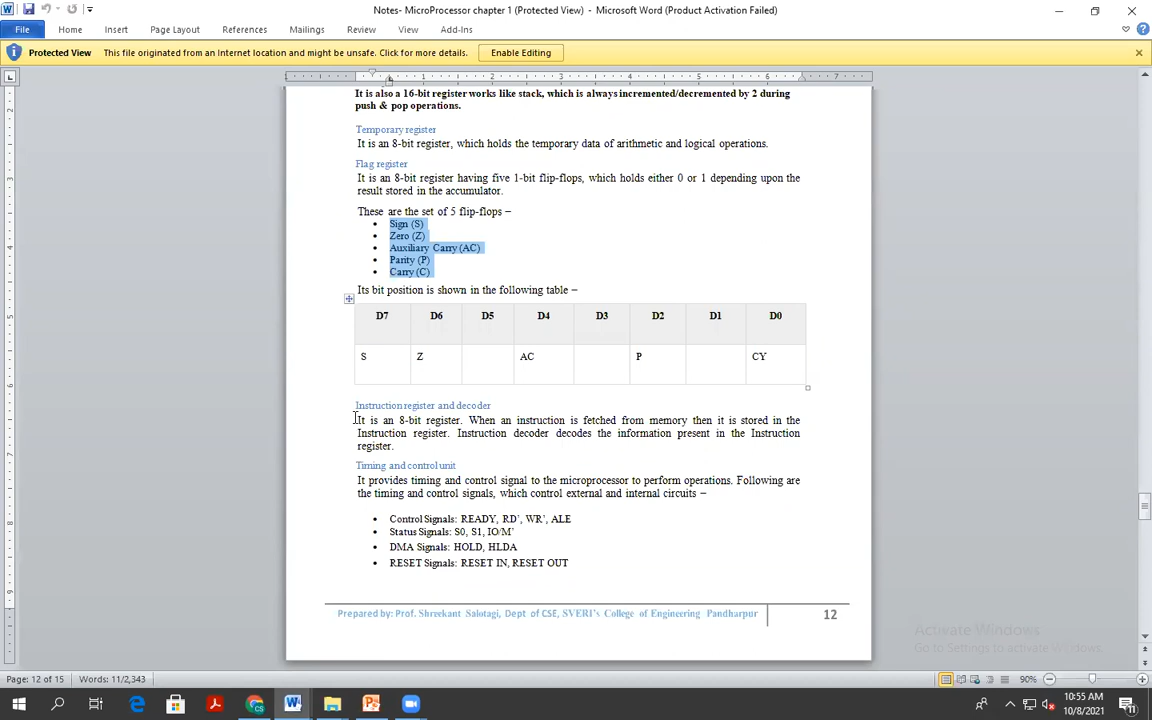 Notes- MicroProcessor chapter 1 (Protected View) - Microsoft Word (Product Activation Failed)
File Home Insert Page Layout References Mailings Review View Add-Ins
Protected View This file originated from an Internet location and might be unsafe. Click for more details. Enable Editing
1 1 2 3 4 5 6 7
It is also a 16-bit register works like stack, which is always incremented/decremented by 2 during
push & pop operations.
Temporary register
It is an 8-bit register, which holds the temporary data of arithmetic and logical operations.
Flag register
It is an 8-bit register having five 1-bit flip-flops, which holds either 0 or 1 depending upon the
result stored in the accumulator.
These are the set of 5 flip-flops –
• Sign (S)
• Zero (Z)
• Auxiliary Carry (AC)
• Parity (P)
• Carry (C)
Its bit position is shown in the following table –
D7 D6 D5 D4 D3 D2 D1 D0
S Z AC P CY
Instruction register and decoder
It is an 8-bit register. When an instruction is fetched from memory then it is stored in the
Instruction register. Instruction decoder decodes the information present in the Instruction
register.
Timing and control unit
It provides timing and control signal to the microprocessor to perform operations. Following are
the timing and control signals, which control external and internal circuits –
• Control Signals: READY, RD’, WR’, ALE
• Status Signals: S0, S1, IO/M’
• DMA Signals: HOLD, HLDA
• RESET Signals: RESET IN, RESET OUT
Prepared by: Prof. Shreekant Salotagi, Dept of CSE, SVERI’s College of Engineering Pandharpur 12
Activate Windows
Go to Settings to activate Windows.
Page: 12 of 15 Words: 11/2,343 90%
10:55 AM
10/8/2021